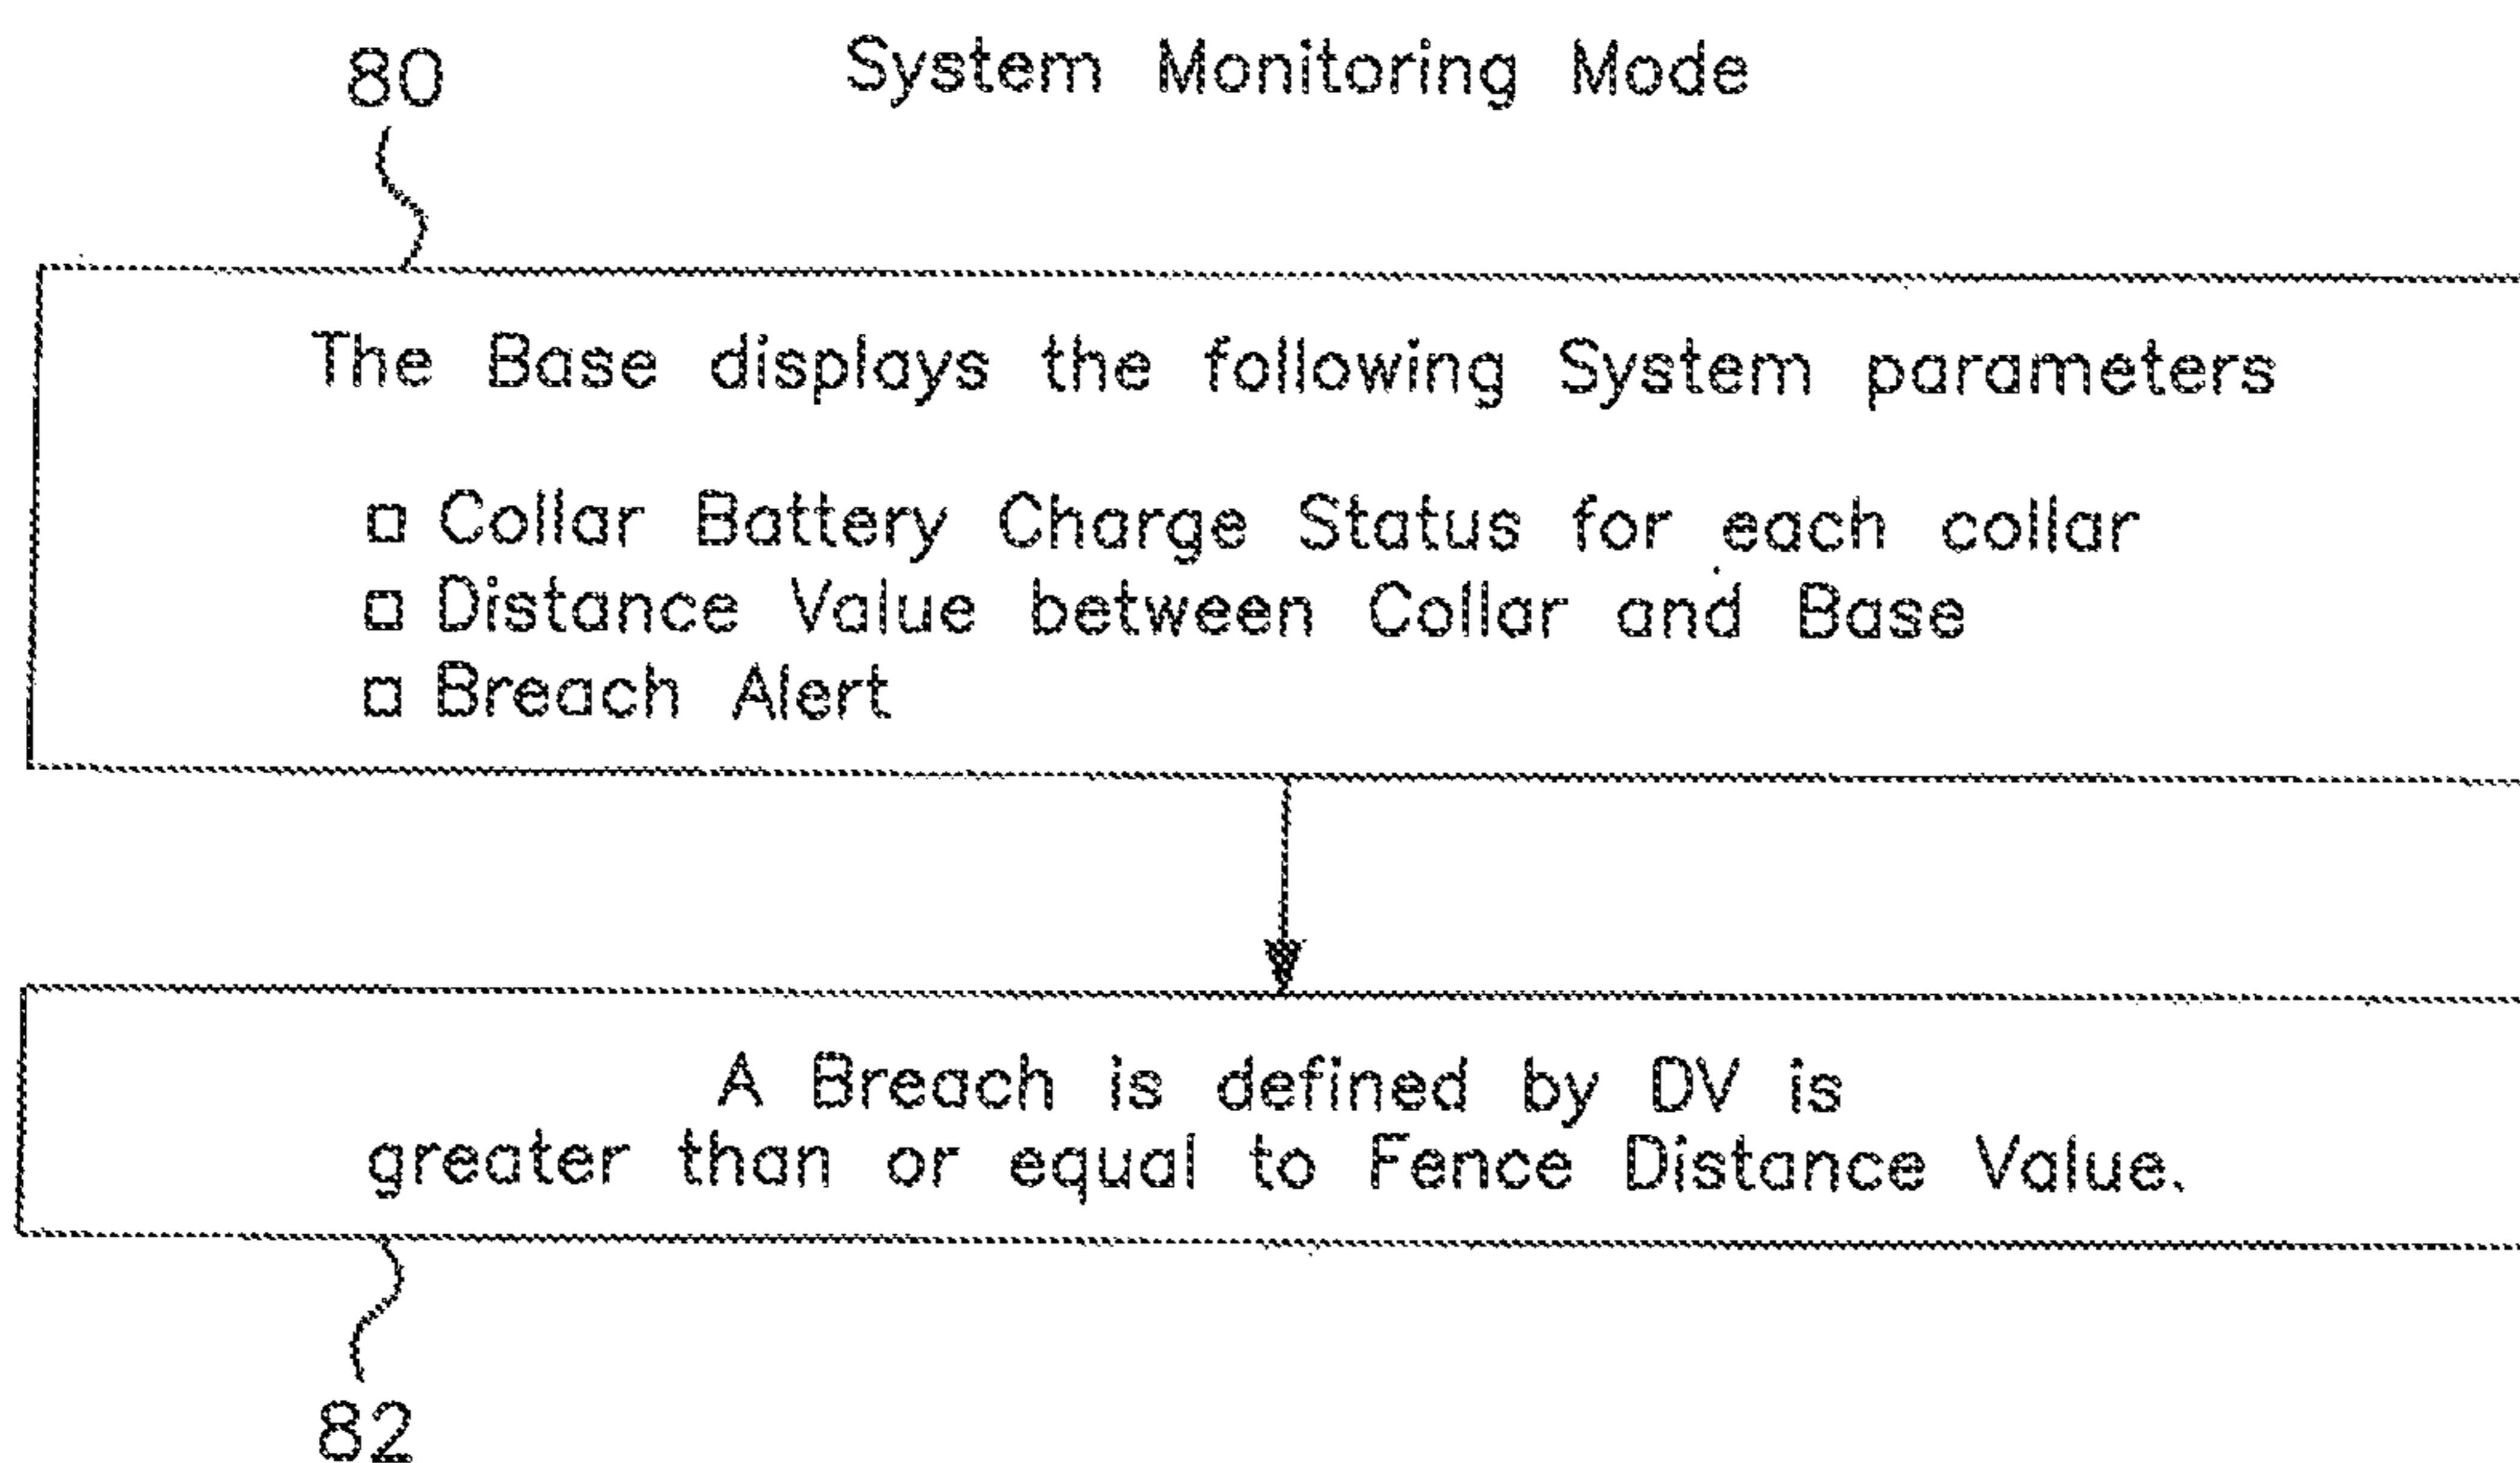 80
System Monitoring Mode
The Base displays the following System parameters
Collar Battery Charge Status for each collar
Distance Value between Collar and Base
Breach Alert
A Breach is defined by DV is
greater than or equal to Fence Distance Value.
82